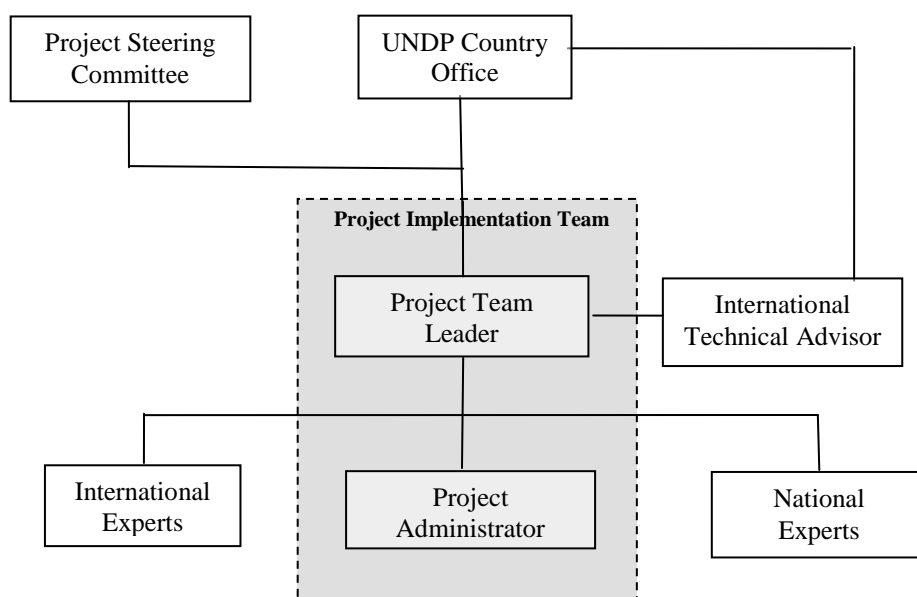 Project Steering
Committee
UNDP Country
Office
Project Implementation Team
Project Team
Leader
International
Technical Advisor
International
Experts
Project
Administrator
National
Experts